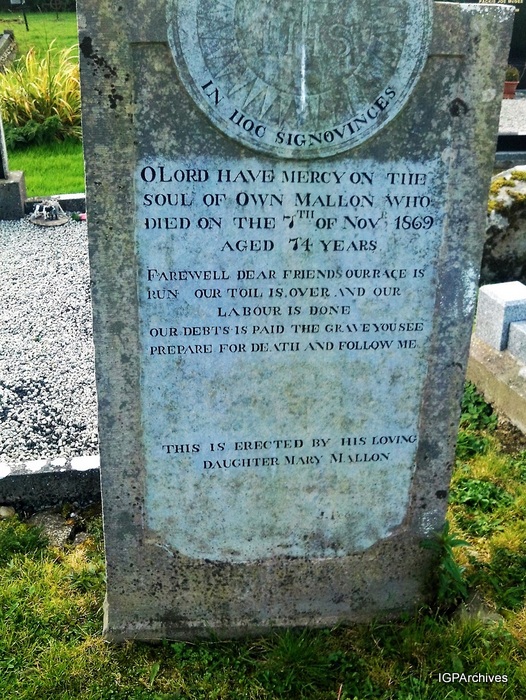 IHS
IN HOC SIGNOVINCES
O LORD HAVE MERCY ON THE
SOUL OF OWN MALLON WHO
DIED ON THE 7TH OF NOVR 1869
AGED 74 YEARS
FAREWELL DEAR FRIENDS OUR RACE IS
RUN OUR TOIL IS OVER AND OUR
LABOUR IS DONE
OUR DEBTS IS PAID THE GRAVE YOU SEE
PREPARE FOR DEATH AND FOLLOW ME
THIS IS ERECTED BY HIS LOVING
DAUGHTER MARY MALLON
IGPArchives